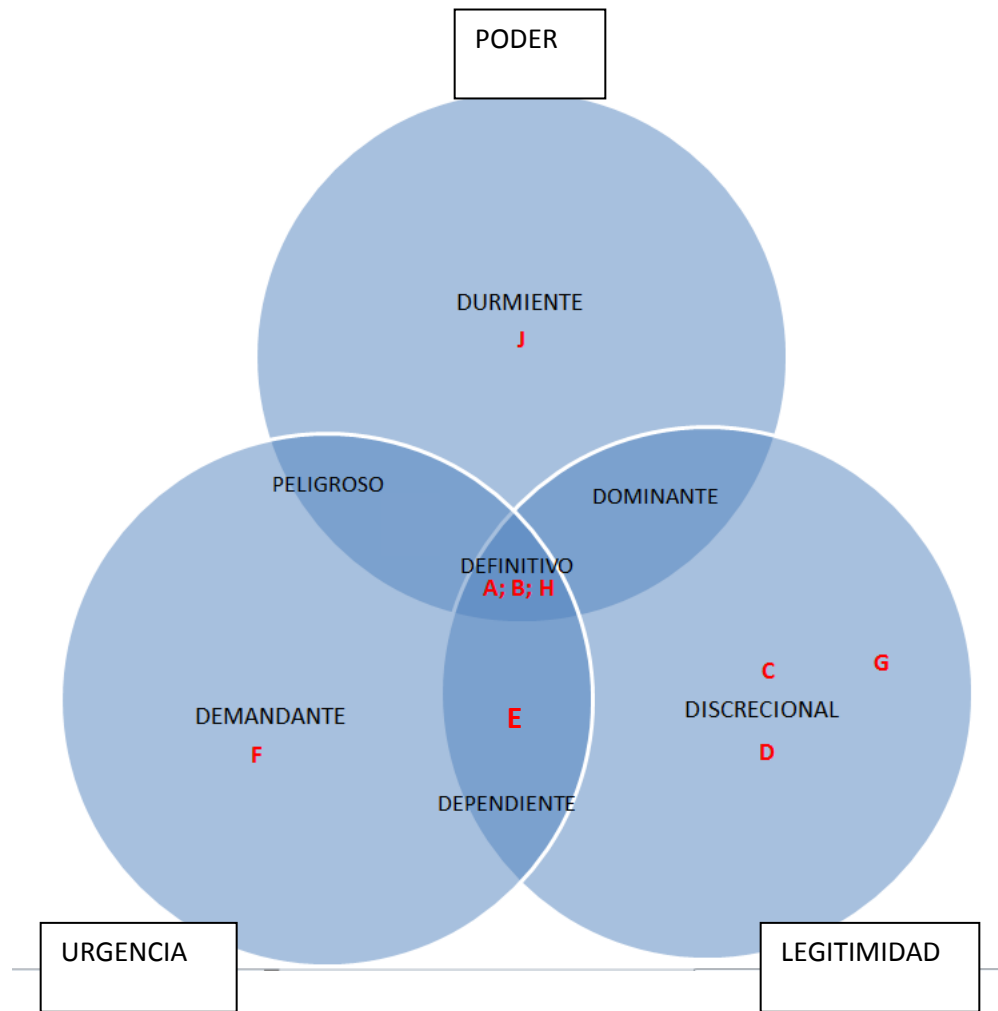 PODER
DURMIENTE
J
PELIGROSO
DOMINANTE
DEFINITIVO
A; B; H
C
G
DEMANDANTE
E
DISCRECIONAL
F
D
DEPENDIENTE
URGENCIA
LEGITIMIDAD